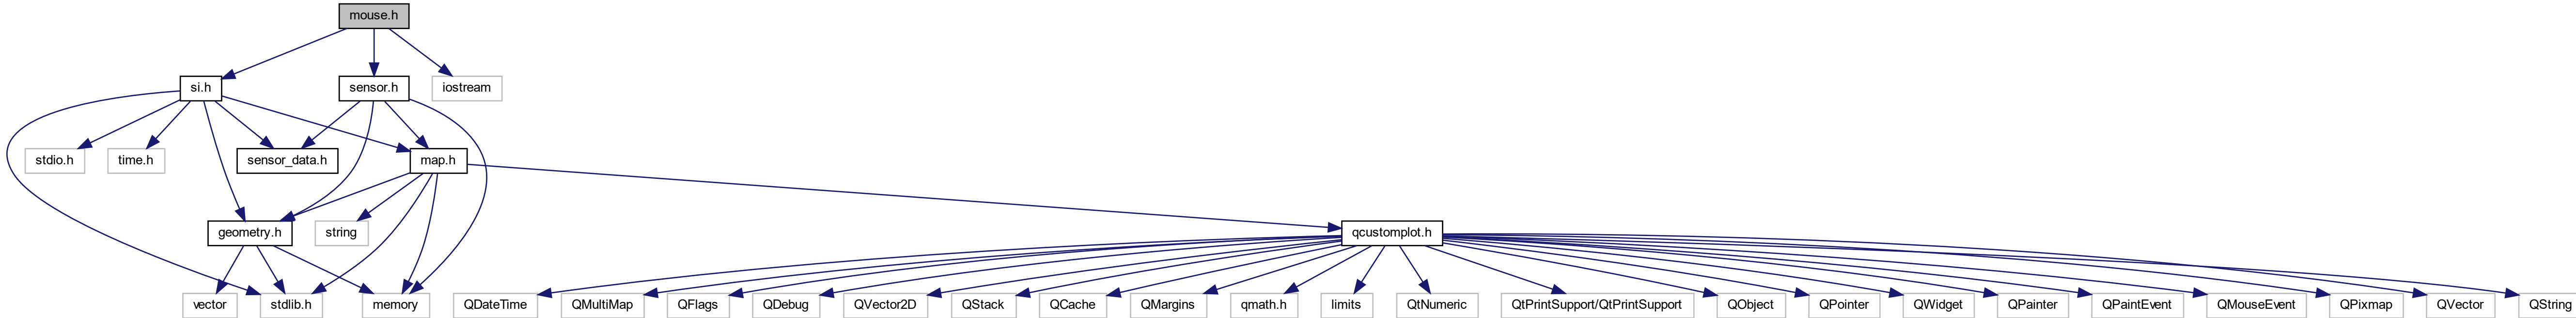 mouse.h
si.h
sensor.h
iostream
stdio.h
time.h
sensor_data.h
map.h
geometry.h
string
qcustomplot.h
vector
stdlib.h
memory
QDateTime
QMultiMap
QFlags
QDebug
QVector2D
QStack
QCache
QMargins
qmath.h
limits
QtNumeric
QtPrintSupport/QtPrintSupport
QObject
QPointer
QWidget
QPainter
QPaintEvent
QMouseEvent
QPixmap
QVector
QString